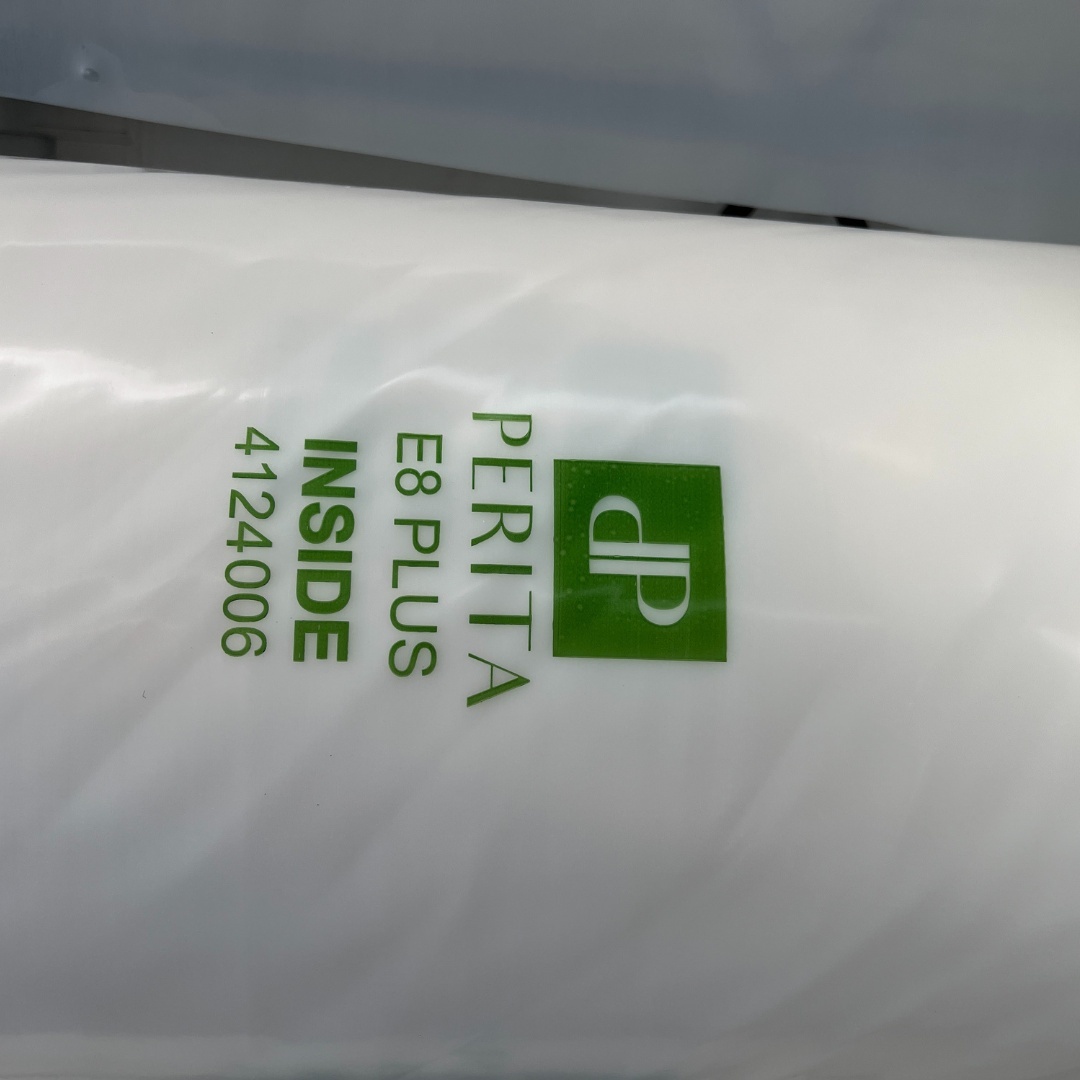 PERITA
E8 PLUS
INSIDE
4124006